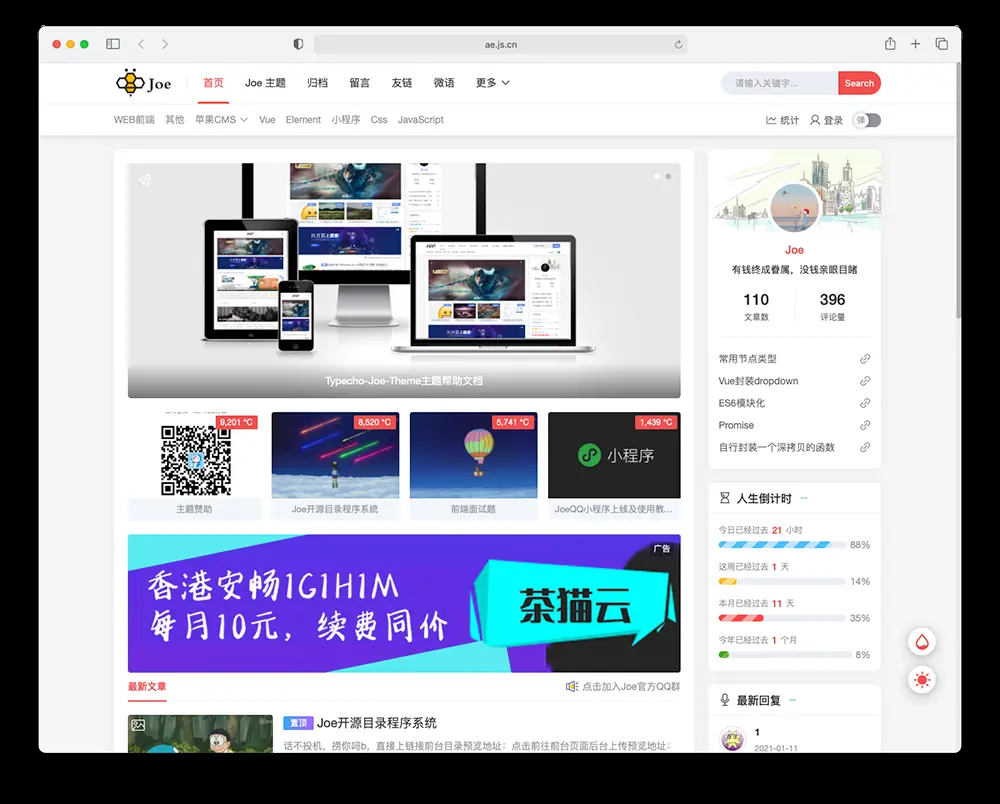 ae.js.cn
Joe
首页
Joe 主题
归档
留言
友链
微语
更多
请输入关键字...
Search
WEB前端
其他
苹果CMS
Vue
Element
小程序
Css
JavaScript
统计
登录
弹
Typecho-Joe-Theme主题帮助文档
9,201 ℃
主题赞助
8,520 ℃
Joe开源目录程序系统
5,741 ℃
前端面试题
1,439 ℃
小程序
JoeQQ小程序上线及使用教...
广告
香港安畅1G1H1M
每月10元，续费同价
茶猫云
最新文章
点击加入Joe官方QQ群
置顶
Joe开源目录程序系统
话不投机，捞你吗b，直接上链接前台目录预览地址：点击前往前台页面后台上传预览地址：
Joe
有钱终成眷属，没钱亲眼目睹
110
文章数
396
评论量
常用节点类型
Vue封装dropdown
ES6模块化
Promise
自行封装一个深拷贝的函数
人生倒计时
今日已经过去 21 小时
88%
这周已经过去 1 天
14%
本月已经过去 11 天
35%
今年已经过去 1 个月
8%
最新回复
1
2021-01-11